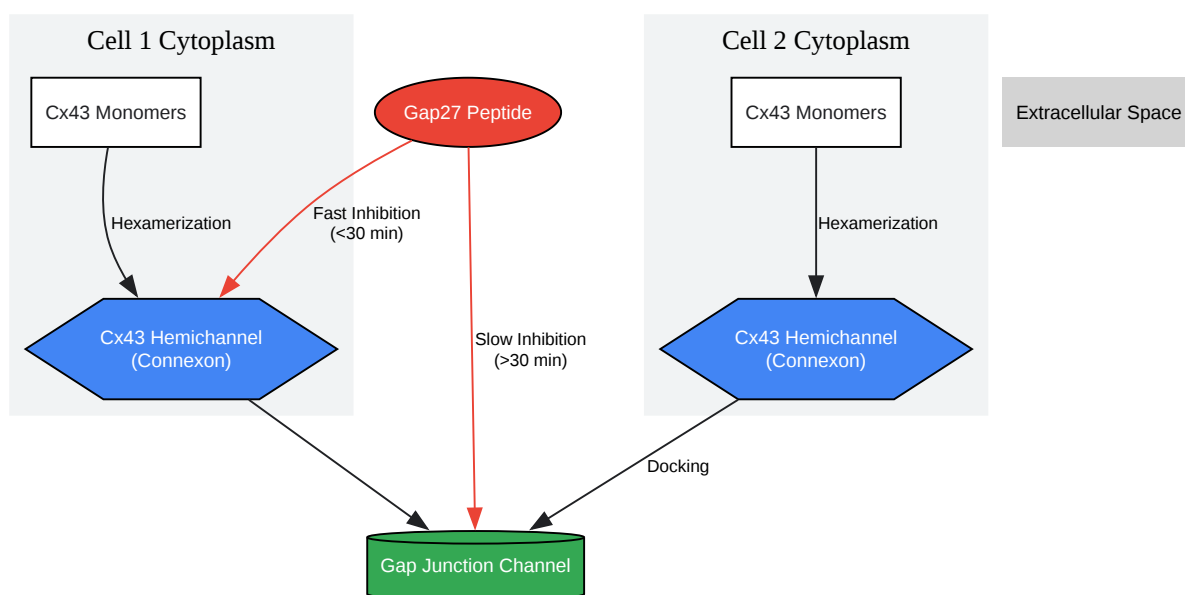 Cell 1 Cytoplasm
Cell 2 Cytoplasm
Cx43 Monomers
Gap27 Peptide
Cx43 Monomers
Extracellular Space
Hexamerization
Fast Inhibition
(<30 min)
Hexamerization
Cx43 Hemichannel
(Connexon)
Slow Inhibition
(>30 min)
Cx43 Hemichannel
(Connexon)
Docking
Gap Junction Channel